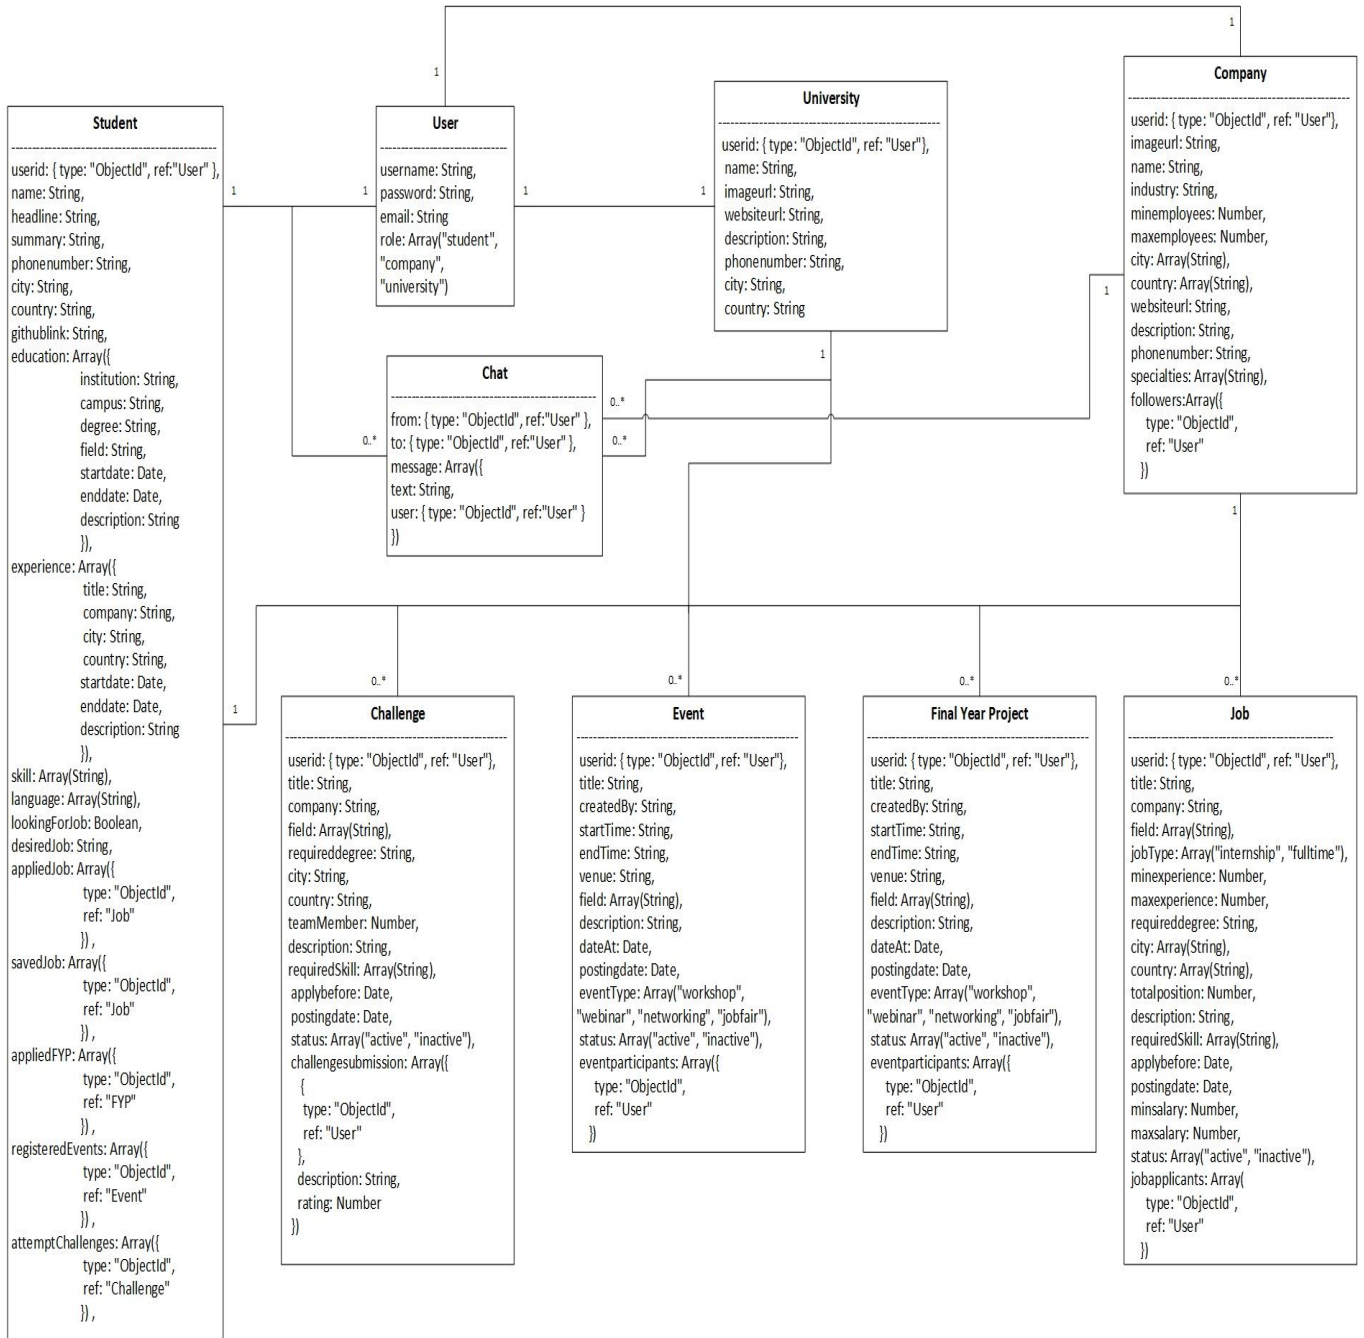 1
1
Company
userid: { type: "ObjectId", ref: "User"},
imageurl: String,
name: String,
industry: String,
minemployees: Number,
maxemployees: Number,
city: Array(String),
country: Array(String),
websiteurl: String,
description: String,
phonenumber: String,
specialties: Array(String),
followers:Array({
type: "ObjectId",
ref: "User"
})
University
userid: { type: "ObjectId", ref: "User"},
name: String,
imageurl: String,
websiteurl: String,
description: String,
phonenumber: String,
city: String,
country: String
Student
userid: { type: "ObjectId", ref:"User" },
name: String,
headline: String,
summary: String,
phonenumber: String,
city: String,
country: String,
githublink: String,
education: Array({
institution: String,
campus: String,
degree: String,
field: String,
startdate: Date,
enddate: Date,
description: String
}),
experience: Array({
title: String,
company: String,
city: String,
country: String,
startdate: Date,
enddate: Date,
description: String
}),
skill: Array(String),
language: Array(String),
lookingForJob: Boolean,
desiredJob: String,
appliedJob: Array({
type: "ObjectId",
ref: "Job"
}) ,
savedJob: Array({
type: "ObjectId",
ref: "Job"
}) ,
appliedFYP: Array({
type: "ObjectId",
ref: "FYP"
}) ,
registeredEvents: Array({
type: "ObjectId",
ref: "Event"
}) ,
attemptChallenges: Array({
type: "ObjectId",
ref: "Challenge"
}) ,
User
username: String,
password: String,
email: String
role: Array("student",
"company",
"university")
1
1
1
1
1
1
Chat
from: { type: "ObjectId", ref:"User" },
to: { type: "ObjectId", ref:"User" },
message: Array({
text: String,
user: { type: "ObjectId", ref:"User" }
})
0..*
0..*
0..*
1
1
0..*
0..*
0..*
0..*
Challenge
userid: { type: "ObjectId", ref: "User"},
title: String,
company: String,
field: Array(String),
requireddegree: String,
city: String,
country: String,
teamMember: Number,
description: String,
requiredSkill: Array(String),
applybefore: Date,
postingdate: Date,
status: Array("active", "inactive"),
challengesubmission: Array({
{
type: "ObjectId",
ref: "User"
},
description: String,
rating: Number
})
Event
userid: { type: "ObjectId", ref: "User"},
title: String,
createdBy: String,
startTime: String,
endTime: String,
venue: String,
field: Array(String),
description: String,
dateAt: Date,
postingdate: Date,
eventType: Array("workshop",
"webinar", "networking", "jobfair"),
status: Array("active", "inactive"),
eventparticipants: Array({
type: "ObjectId",
ref: "User"
})
Final Year Project
userid: { type: "ObjectId", ref: "User"},
title: String,
createdBy: String,
startTime: String,
endTime: String,
venue: String,
field: Array(String),
description: String,
dateAt: Date,
postingdate: Date,
eventType: Array("workshop",
"webinar", "networking", "jobfair"),
status: Array("active", "inactive"),
eventparticipants: Array({
type: "ObjectId",
ref: "User"
})
Job
userid: { type: "ObjectId", ref: "User"},
title: String,
company: String,
field: Array(String),
jobType: Array("internship", "fulltime"),
minexperience: Number,
maxexperience: Number,
requireddegree: String,
city: Array(String),
country: Array(String),
totalposition: Number,
description: String,
requiredSkill: Array(String),
applybefore: Date,
postingdate: Date,
minsalary: Number,
maxsalary: Number,
status: Array("active", "inactive"),
jobapplicants: Array(
type: "ObjectId",
ref: "User"
})